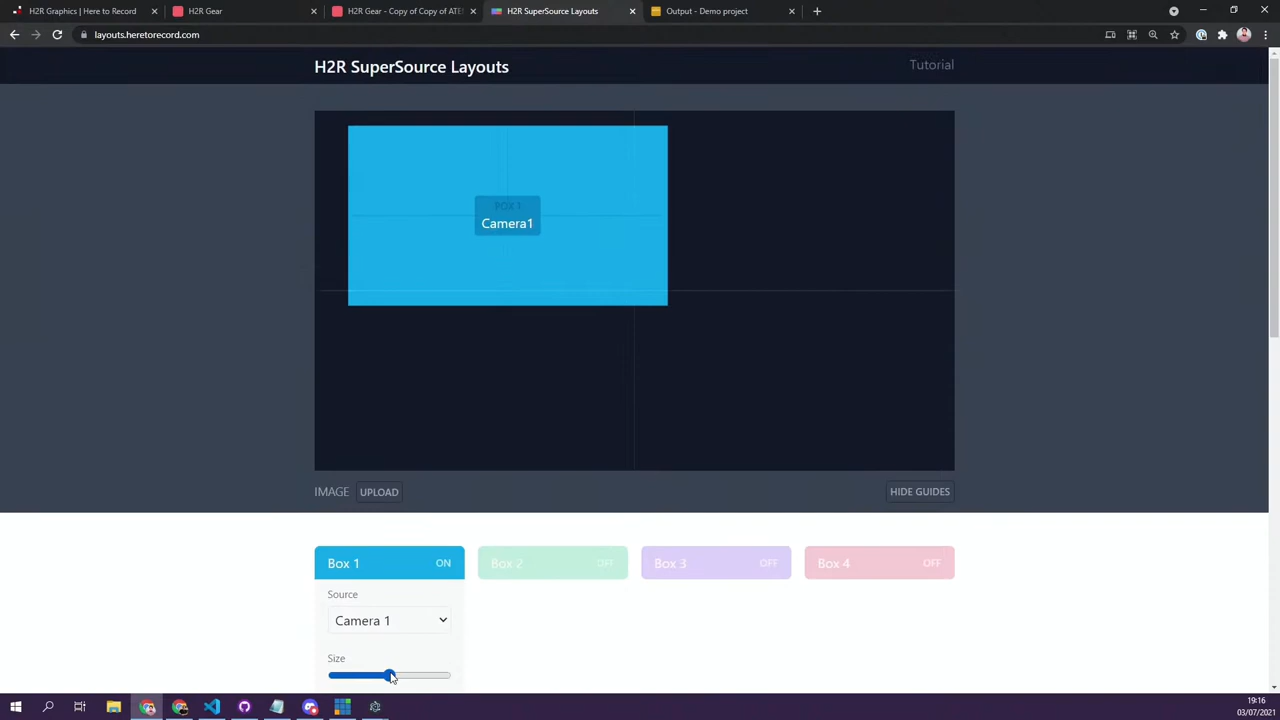 H2R Graphics | Here to Record
H2R Gear
H2R Gear - Copy of Copy of ATE
H2R SuperSource Layouts
Output - Demo project
layouts.heretorecord.com
H2R SuperSource Layouts
Tutorial
BOX 1
Camera1
IMAGE
UPLOAD
HIDE GUIDES
Box 1
ON
Box 2
OFF
Box 3
OFF
Box 4
OFF
Source
Camera 1
Size
19:16
03/07/2021